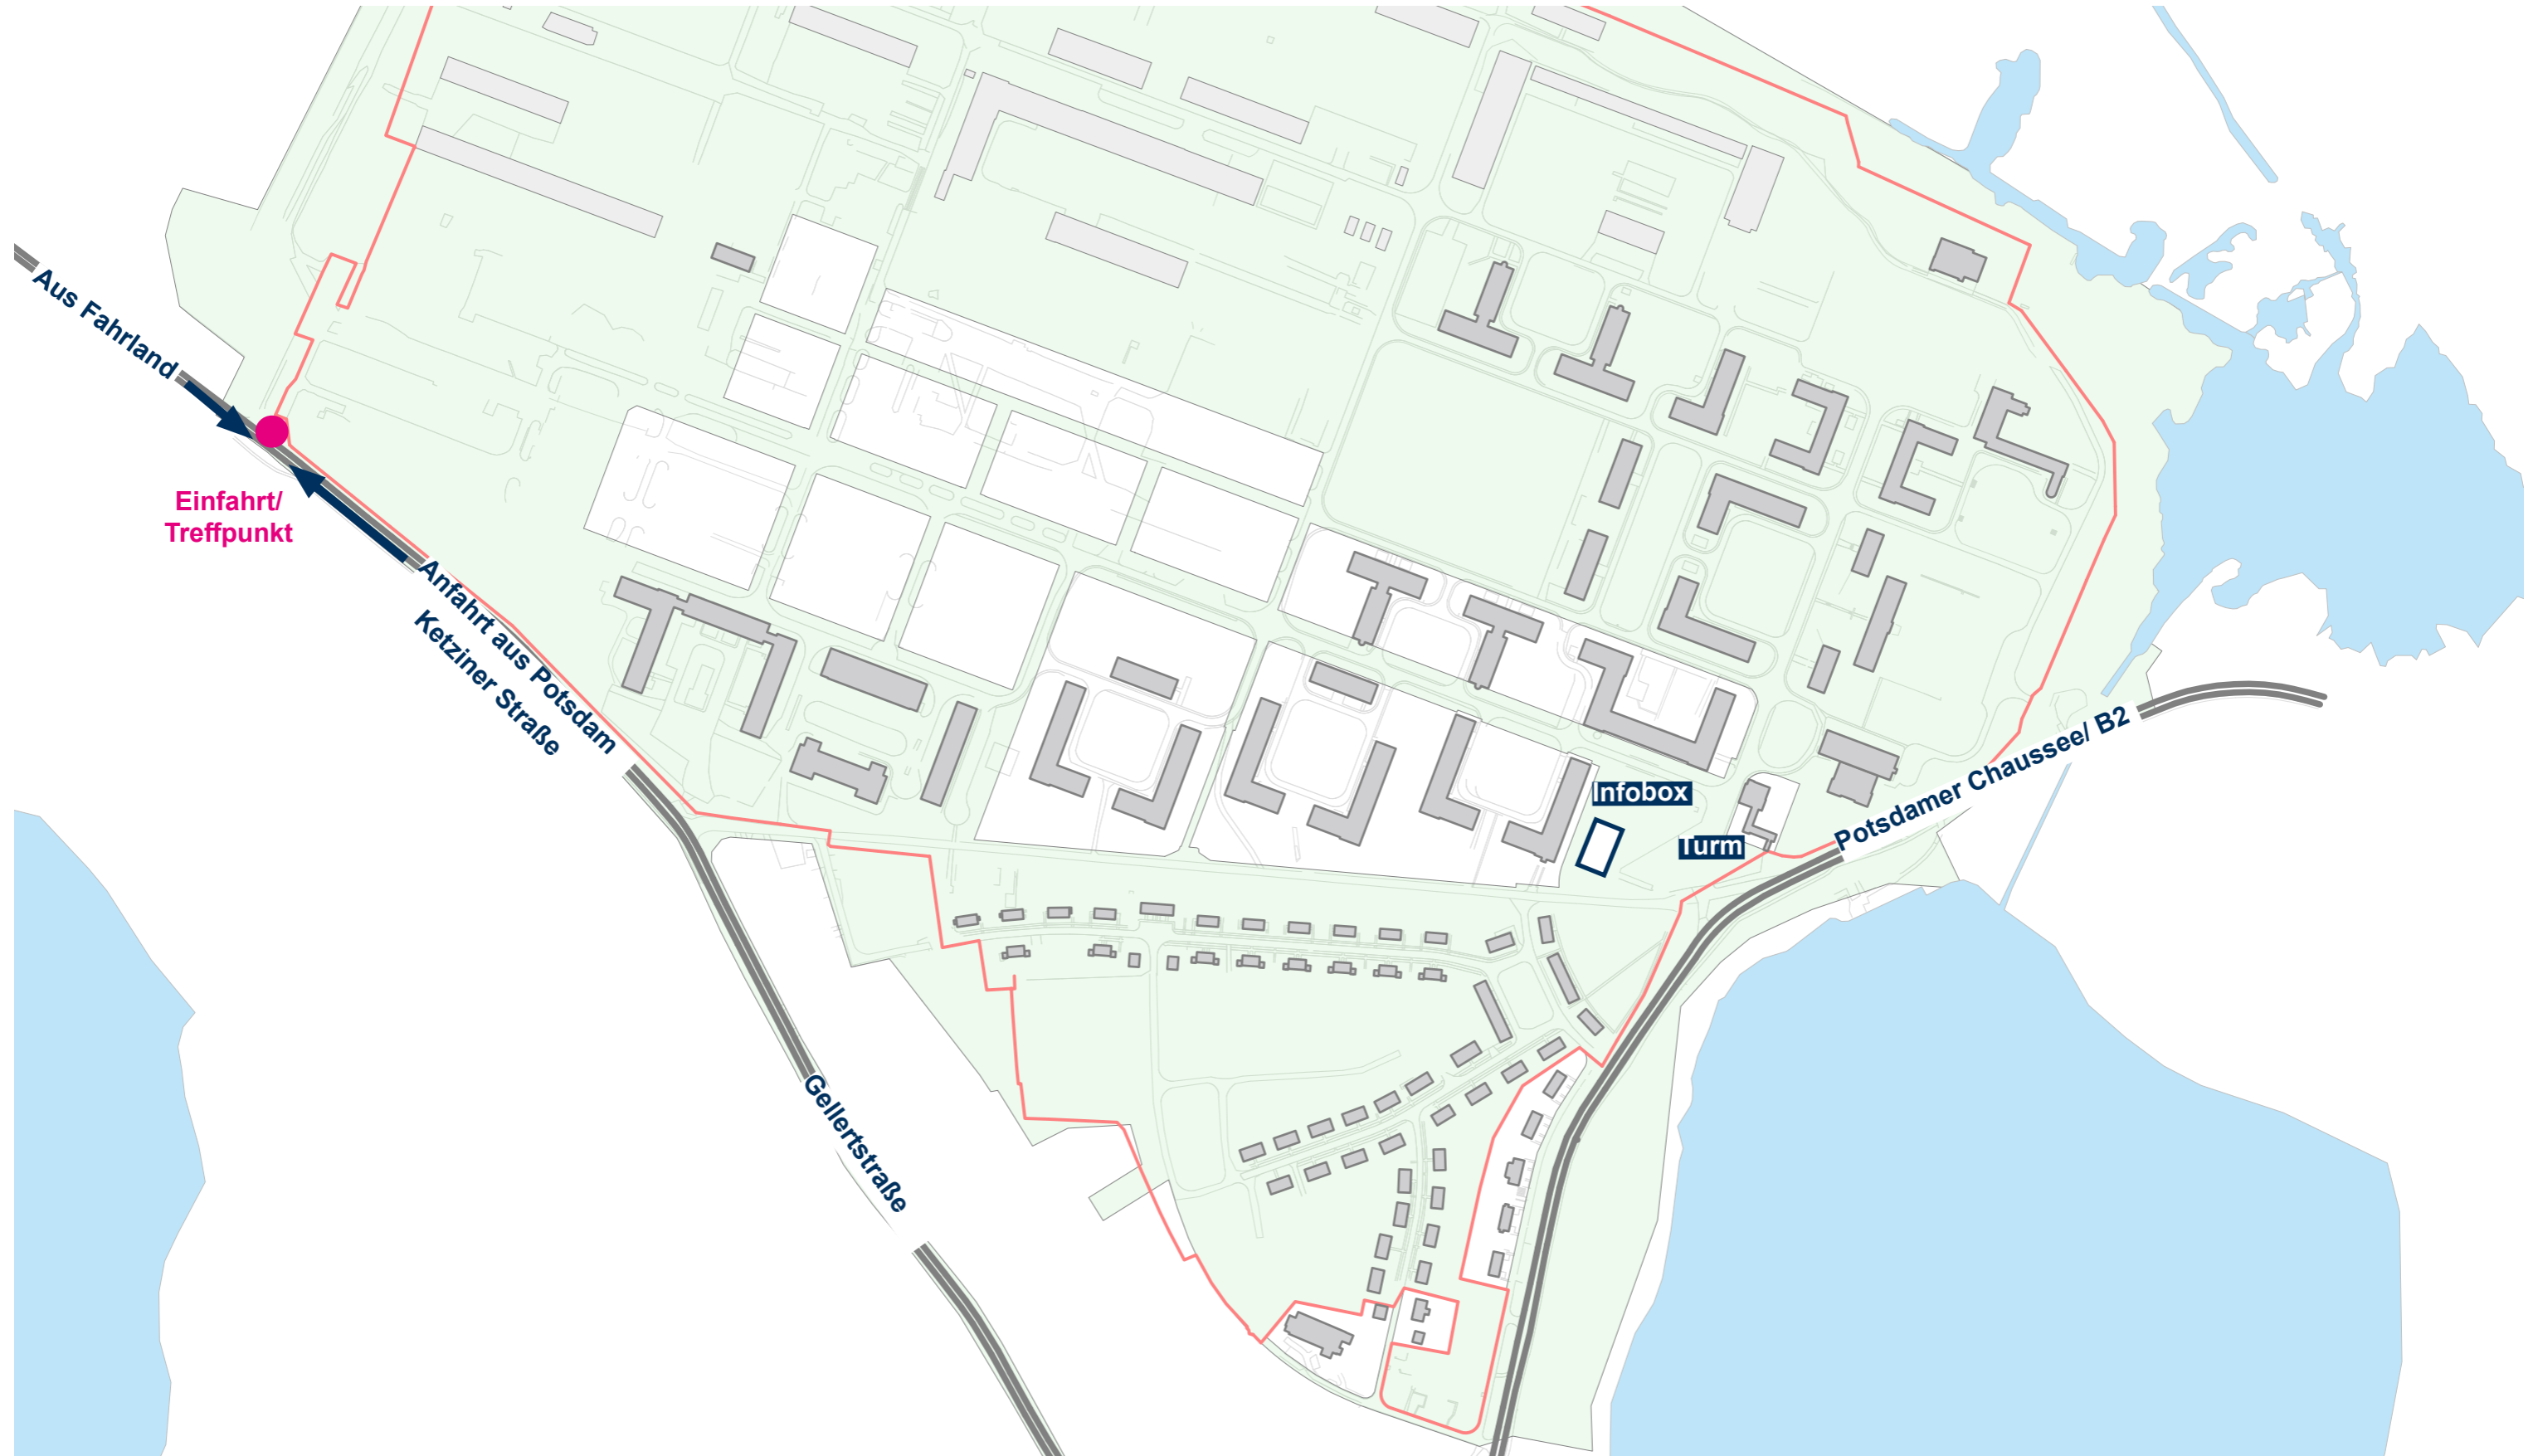 Aus Fahrland
Einfahrt/
Treffpunkt
Anfahrt aus Potsdam
Ketziner Straße
Potsdamer Chaussee/ B2
Infobox
Turm
Gellertstraße